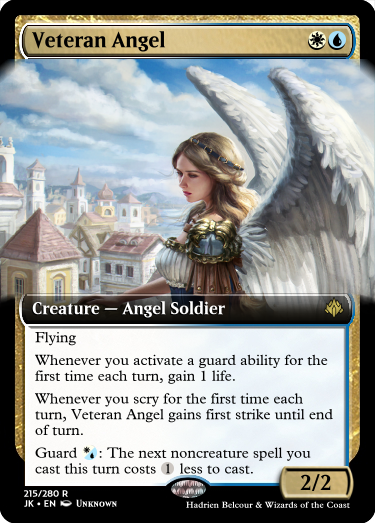 Veteran Angel
Creature — Angel Soldier
Flying
Whenever you activate a guard ability for the
first time each turn, gain 1 life.
Whenever you scry for the first time each
turn, Veteran Angel gains first strike until end
of turn.
Guard : The next noncreature spell you
cast this turn costs 1 less to cast.
2/2
215/280 R
JK • EN Unknown
Hadrien Belcour & Wizards of the Coast